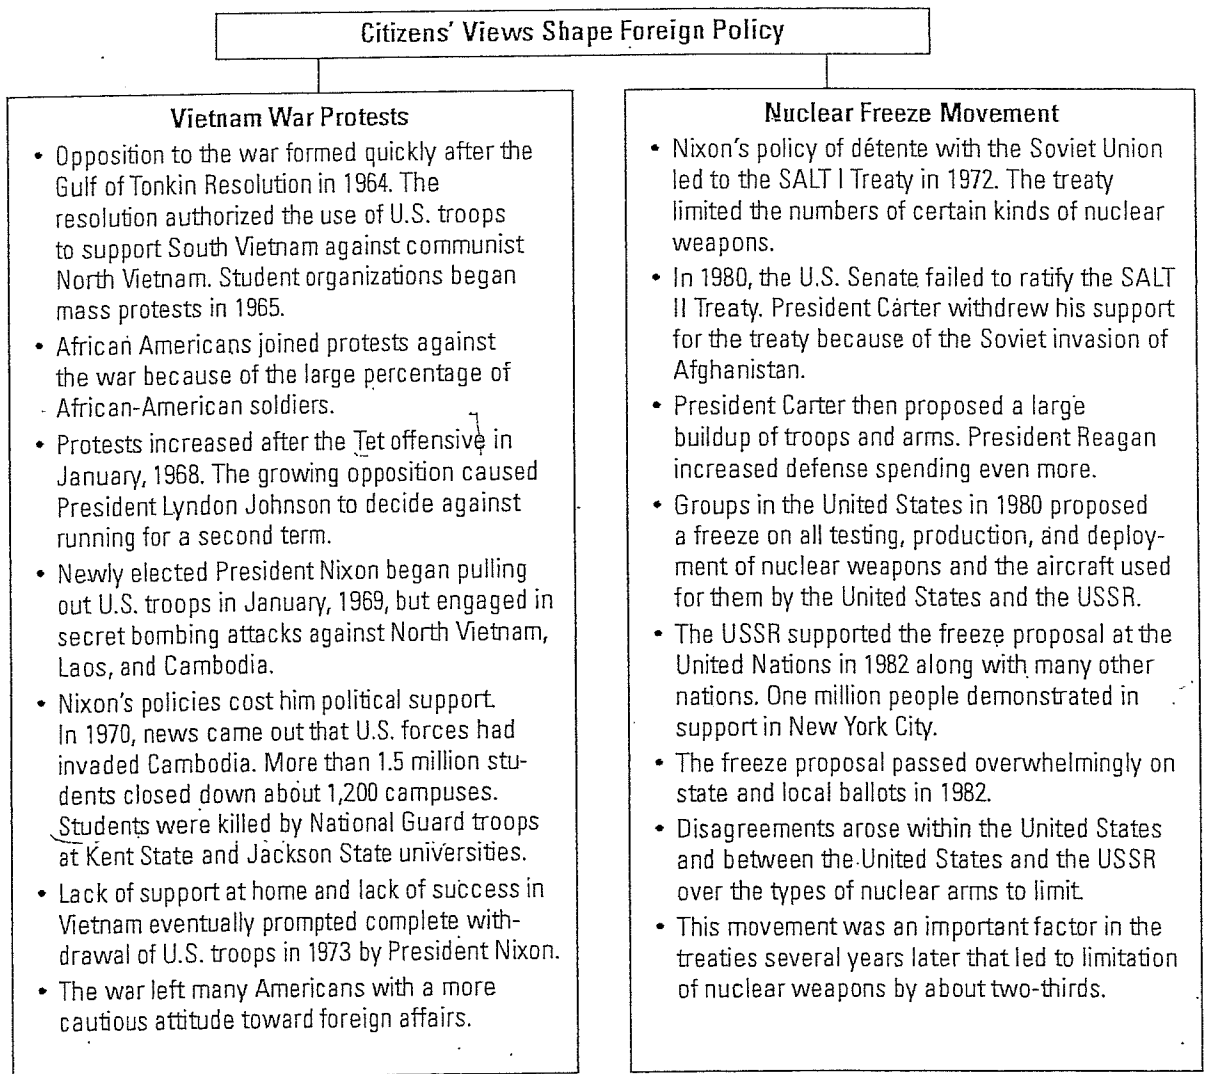 Citizens' Views Shape Foreign Policy
Vietnam War Protests
• Opposition to the war formed quickly after the
Gulf of Tonkin Resolution in 1964. The
resolution authorized the use of U.S. troops
to support South Vietnam against communist
North Vietnam. Student organizations began
mass protests in 1965.
• African Americans joined protests against
the war because of the large percentage of
African-American soldiers.
• Protests increased after the Tet offensive in
January, 1968. The growing opposition caused
President Lyndon Johnson to decide against
running for a second term.
• Newly elected President Nixon began pulling
out U.S. troops in January, 1969, but engaged in
secret bombing attacks against North Vietnam,
Laos, and Cambodia.
• Nixon's policies cost him political support.
In 1970, news came out that U.S. forces had
invaded Cambodia. More than 1.5 million stu-
dents closed down about 1,200 campuses.
Students were killed by National Guard troops
at Kent State and Jackson State universities.
• Lack of support at home and lack of success in
Vietnam eventually prompted complete with-
drawal of U.S. troops in 1973 by President Nixon.
• The war left many Americans with a more
cautious attitude toward foreign affairs.
Nuclear Freeze Movement
• Nixon's policy of détente with the Soviet Union
led to the SALT I Treaty in 1972. The treaty
limited the numbers of certain kinds of nuclear
weapons.
• In 1980, the U.S. Senate failed to ratify the SALT
II Treaty. President Carter withdrew his support
for the treaty because of the Soviet invasion of
Afghanistan.
• President Carter then proposed a large
buildup of troops and arms. President Reagan
increased defense spending even more.
• Groups in the United States in 1980 proposed
a freeze on all testing, production, and deploy-
ment of nuclear weapons and the aircraft used
for them by the United States and the USSR.
• The USSR supported the freeze proposal at the
United Nations in 1982 along with many other
nations. One million people demonstrated in
support in New York City.
• The freeze proposal passed overwhelmingly on
state and local ballots in 1982.
• Disagreements arose within the United States
and between the United States and the USSR
over the types of nuclear arms to limit.
• This movement was an important factor in the
treaties several years later that led to limitation
of nuclear weapons by about two-thirds.